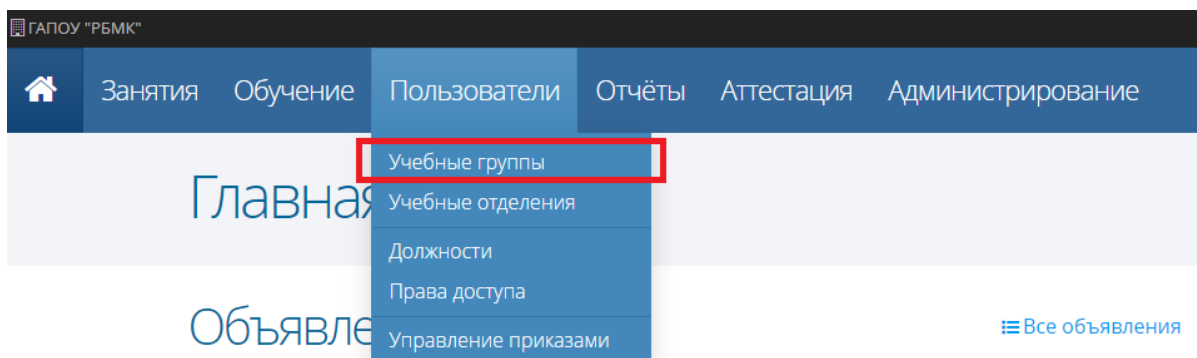 ГАПОУ "РБМК"
Занятия Обучение Пользователи Отчёты Аттестация Администрирование
Учебные группы
Главная
Учебные отделения
Должности
Права доступа
Объявле
Управление приказами
Все объявления